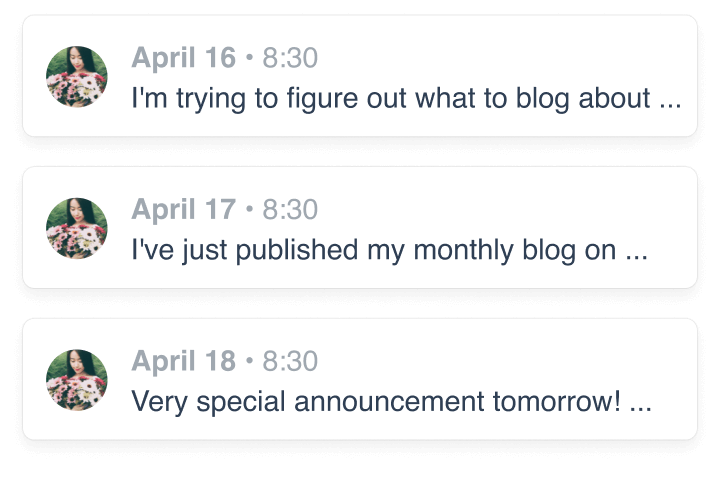 April 16 • 8:30
I'm trying to figure out what to blog about ...
April 17 • 8:30
I've just published my monthly blog on ...
April 18 • 8:30
Very special announcement tomorrow! ...